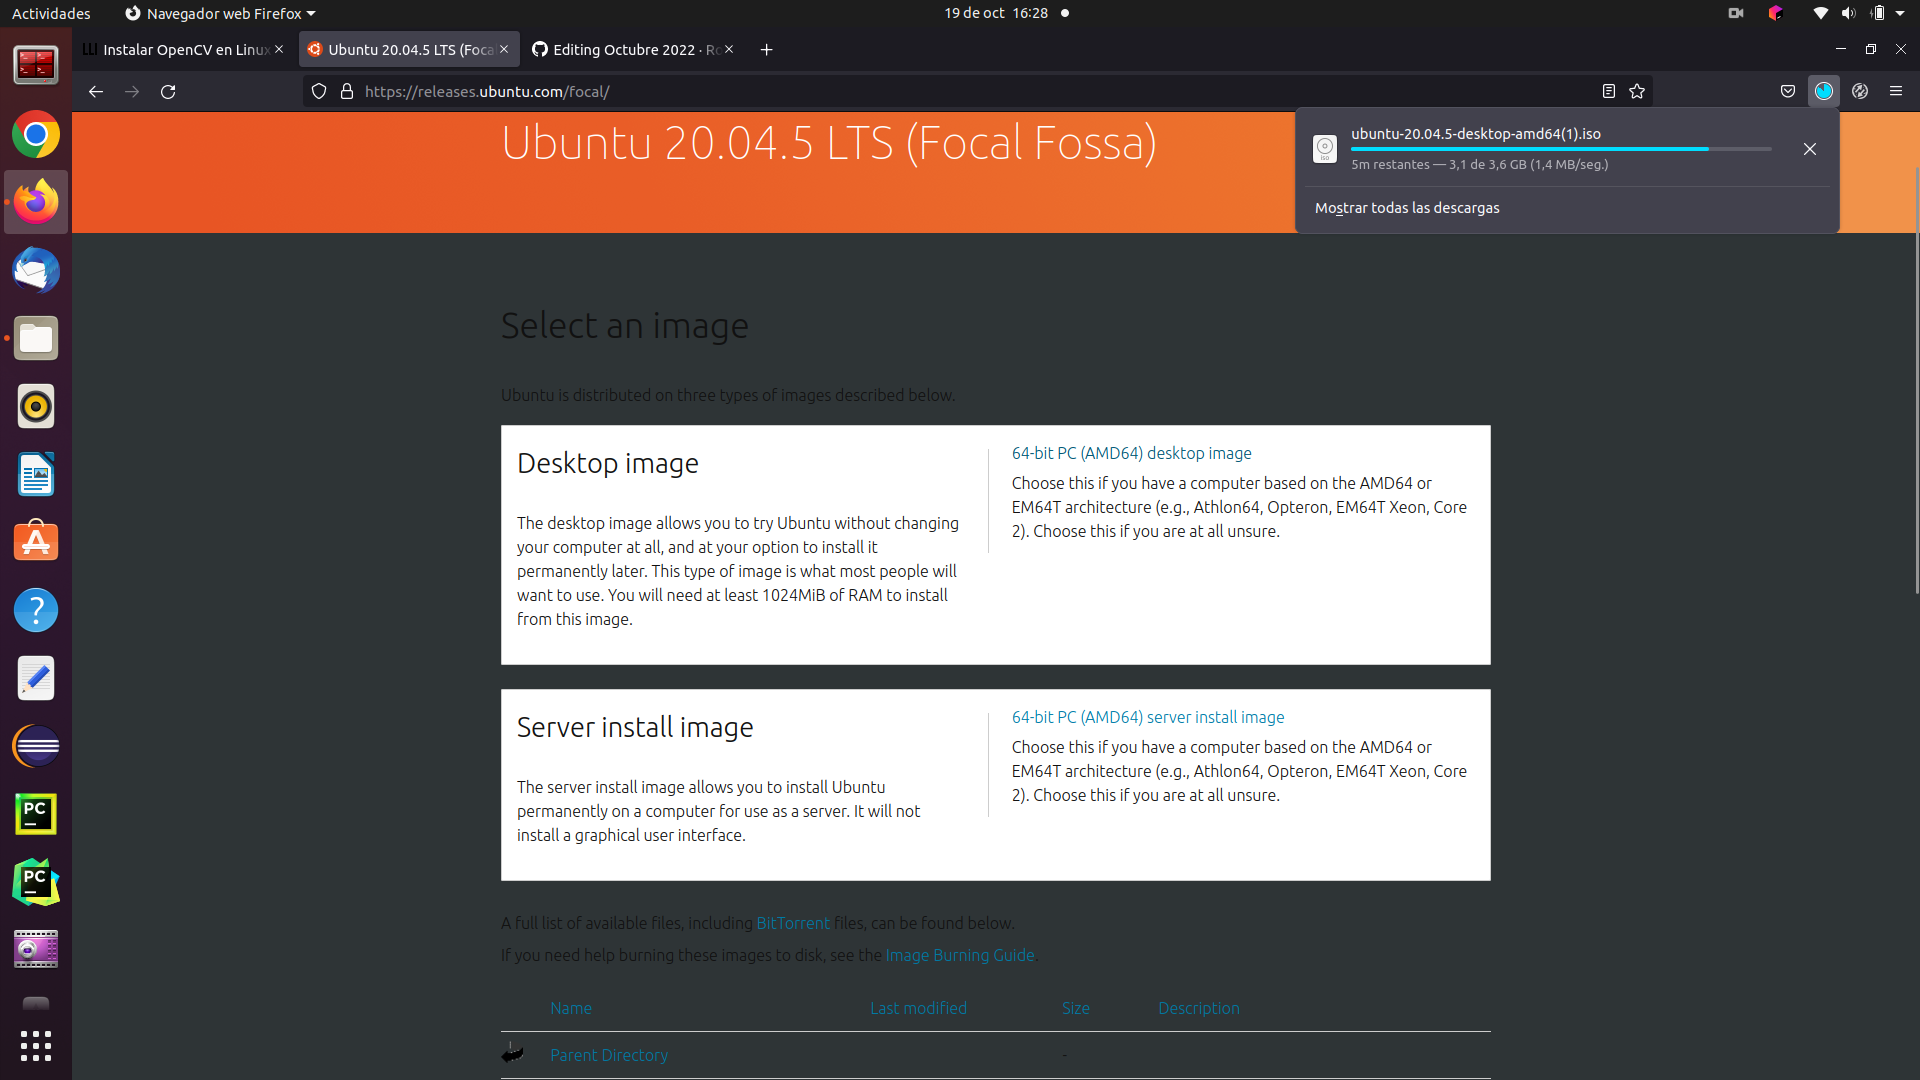 Actividades
Navegador web Firefox
19 de oct 16:28
Instalar OpenCV en Linux
Ubuntu 20.04.5 LTS (Foca
Editing Octubre 2022 · Ro
https://releases.ubuntu.com/focal/
Ubuntu 20.04.5 LTS (Focal Fossa)
iso
ubuntu-20.04.5-desktop-amd64(1).iso
5m restantes — 3,1 de 3,6 GB (1,4 MB/seg.)
Mostrar todas las descargas
Select an image
Ubuntu is distributed on three types of images described below.
Desktop image
The desktop image allows you to try Ubuntu without changing
your computer at all, and at your option to install it
permanently later. This type of image is what most people will
want to use. You will need at least 1024MiB of RAM to install
from this image.
64-bit PC (AMD64) desktop image
Choose this if you have a computer based on the AMD64 or
EM64T architecture (e.g., Athlon64, Opteron, EM64T Xeon, Core
2). Choose this if you are at all unsure.
Server install image
The server install image allows you to install Ubuntu
permanently on a computer for use as a server. It will not
install a graphical user interface.
64-bit PC (AMD64) server install image
Choose this if you have a computer based on the AMD64 or
EM64T architecture (e.g., Athlon64, Opteron, EM64T Xeon, Core
2). Choose this if you are at all unsure.
A full list of available files, including BitTorrent files, can be found below.
If you need help burning these images to disk, see the Image Burning Guide.
Name Last modified Size Description
Parent Directory -
PC
PC